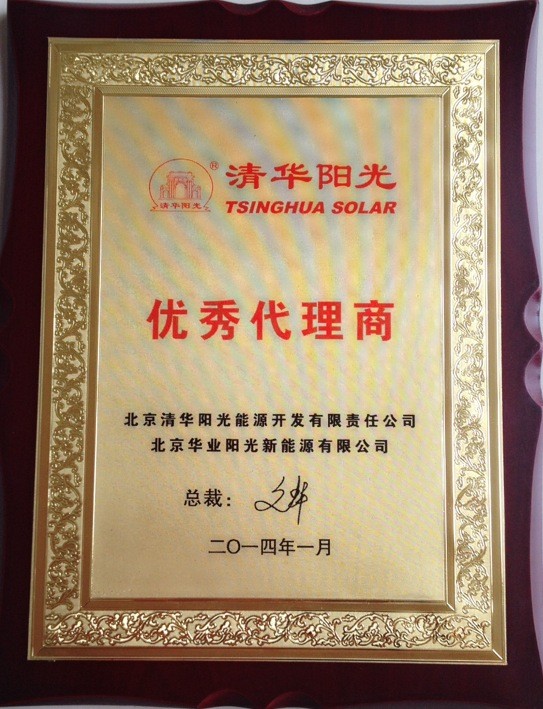 清华阳光
®
清华阳光
TSINGHUA SOLAR
优秀代理商
北京清华阳光能源开发有限责任公司
北京华业阳光新能源有限公司
总裁：
二〇一四年一月